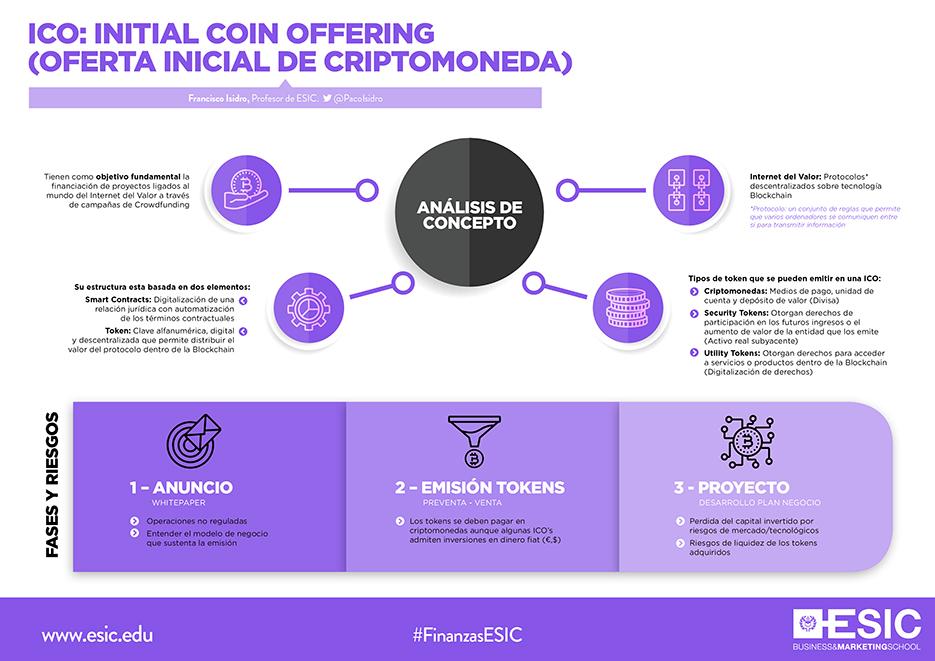 ICO: INITIAL COIN OFFERING
(OFERTA INICIAL DE CRIPTOMONEDA)
Francisco Isidro, Profesor de ESIC. @PacoIsidro
Tienen como objetivo fundamental la
financiación de proyectos ligados al
mundo del Internet del Valor a través
de campañas de Crowdfunding
ANÁLISIS DE
CONCEPTO
Internet del Valor: Protocolos*
descentralizados sobre tecnología
Blockchain
*Protocolo: un conjunto de reglas que permite
que varios ordenadores se comuniquen entre
sí para transmitir información
Su estructura esta basada en dos elementos:
Smart Contracts: Digitalización de una
relación jurídica con automatización
de los términos contractuales
Token: Clave alfanumérica, digital
y descentralizada que permite distribuir el
valor del protocolo dentro de la Blockchain
Tipos de token que se pueden emitir en una ICO:
Criptomonedas: Medios de pago, unidad de
cuenta y depósito de valor (Divisa)
Security Tokens: Otorgan derechos de
participación en los futuros ingresos o el
aumento de valor de la entidad que los emite
(Activo real subyacente)
Utility Tokens: Otorgan derechos para acceder
a servicios o productos dentro de la Blockchain
(Digitalización de derechos)
FASES Y RIESGOS
1 – ANUNCIO
WHITEPAPER
Operaciones no reguladas
Entender el modelo de negocio
que sustenta la emisión
2 – EMISIÓN TOKENS
PREVENTA - VENTA
Los tokens se deben pagar en
criptomonedas aunque algunas ICO's
admiten inversiones en dinero fiat (€,$)
3 - PROYECTO
DESARROLLO PLAN NEGOCIO
Perdida del capital invertido por
riesgos de mercado/tecnológicos
Riesgos de liquidez de los tokens
adquiridos
www.esic.edu
#FinanzasESIC
ESIC
BUSINESS&MARKETINGSCHOOL